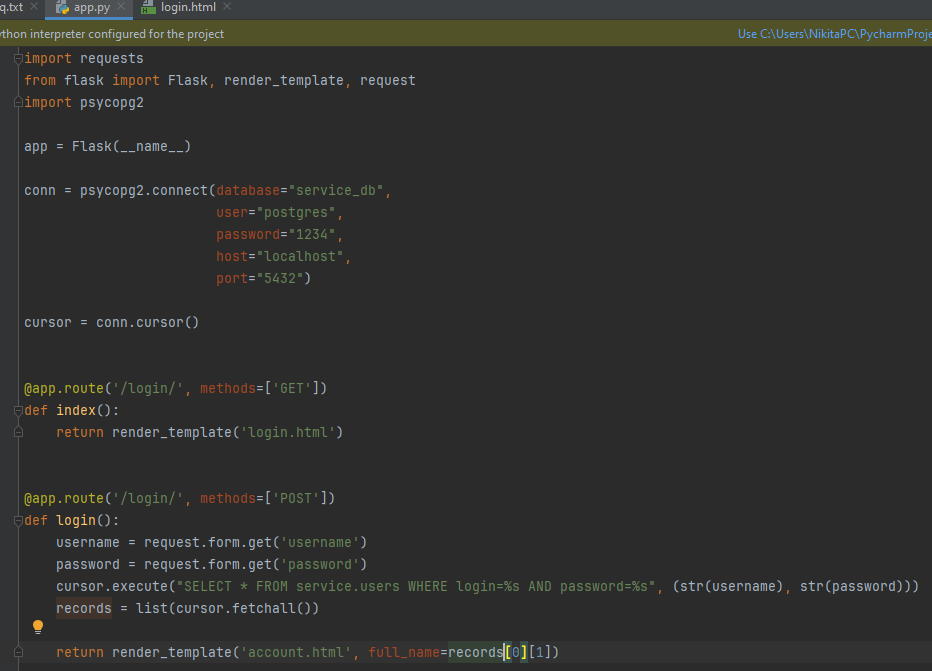 q.txt app.py login.html
thon interpreter configured for the project Use C:\Users\NikitaPC\PycharmProje
import requests
from flask import Flask, render_template, request
import psycopg2
app = Flask(__name__)
conn = psycopg2.connect(database="service_db",
user="postgres",
password="1234",
host="localhost",
port="5432")
cursor = conn.cursor()
@app.route('/login/', methods=['GET'])
def index():
return render_template('login.html')
@app.route('/login/', methods=['POST'])
def login():
username = request.form.get('username')
password = request.form.get('password')
cursor.execute("SELECT * FROM service.users WHERE login=%s AND password=%s", (str(username), str(password)))
records = list(cursor.fetchall())
return render_template('account.html', full_name=records[0][1])